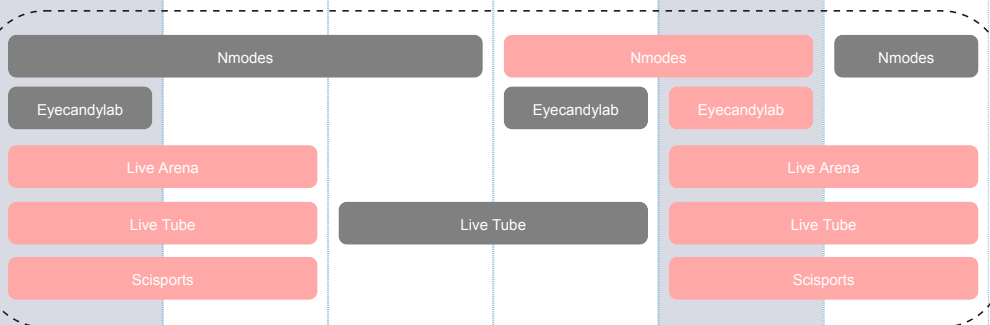 Nmodes Nmodes Nmodes
Eyecandylab Eyecandylab Eyecandylab
Live Arena Live Arena
Live Tube Live Tube Live Tube
Scisports Scisports